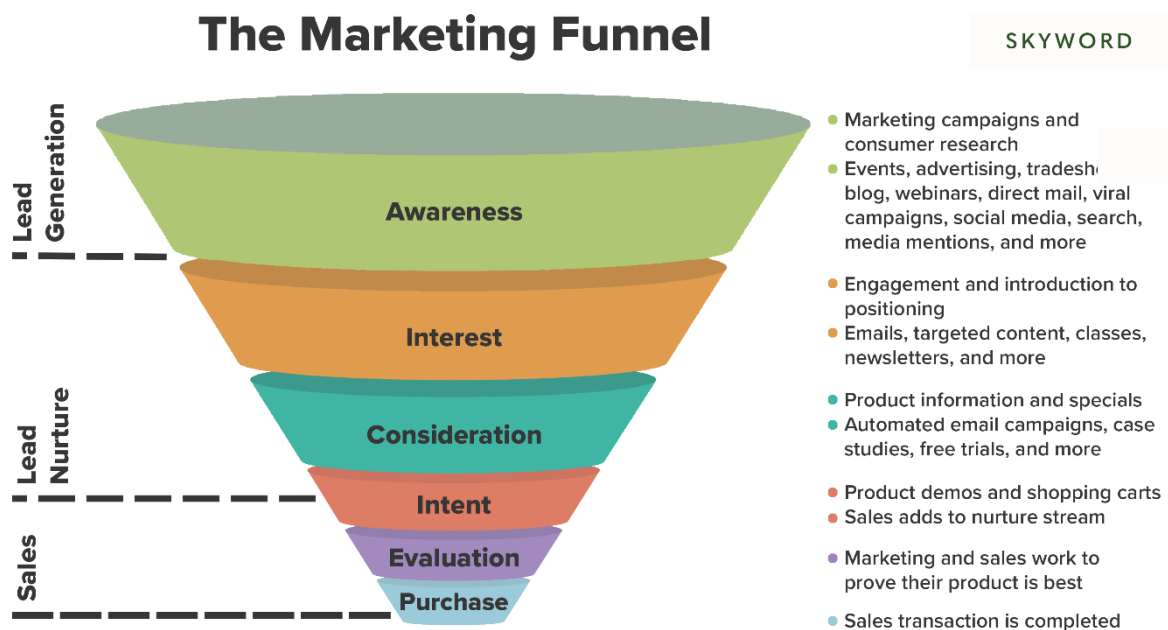 The Marketing Funnel
SKYWORD
Lead
Generation
Lead
Nurture
Sales
Awareness
Interest
Consideration
Intent
Evaluation
Purchase
Marketing campaigns and
consumer research
Events, advertising,
blog, webinars, direct mail, viral
campaigns, social media, search,
media mentions, and more
Engagement and introduction to
positioning
Emails, targeted content, classes,
newsletters, and more
Product information and specials
Automated email campaigns, case
studies, free trials, and more
Product demos and shopping carts
Sales adds to nurture stream
Marketing and sales work to
prove their product is best
Sales transaction is completed